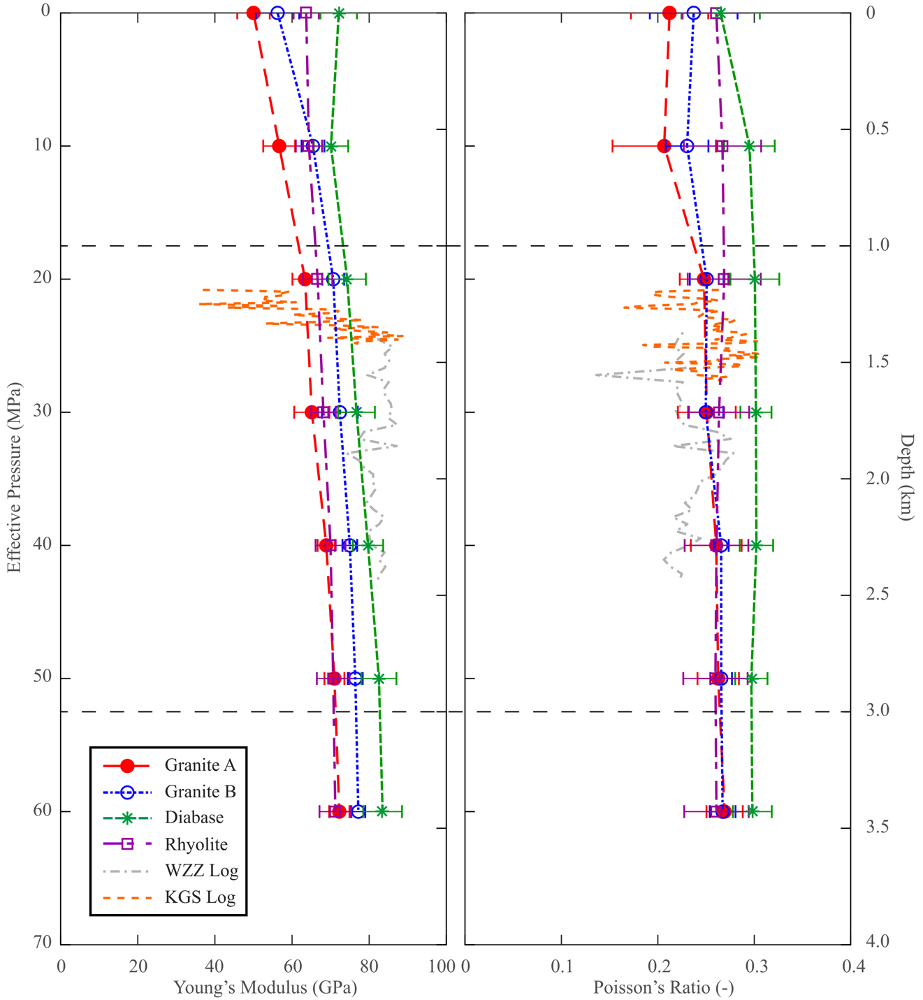 0
10
20
30
40
50
60
70
Effective Pressure (MPa)
0 20 40 60 80 100
Young's Modulus (GPa)
Granite A
Granite B
Diabase
Rhyolite
WZZ Log
KGS Log
0 0.1 0.2 0.3 0.4
Poisson's Ratio (-)
0
0.5
1.0
1.5
2.0
2.5
3.0
3.5
4.0
Depth (km)